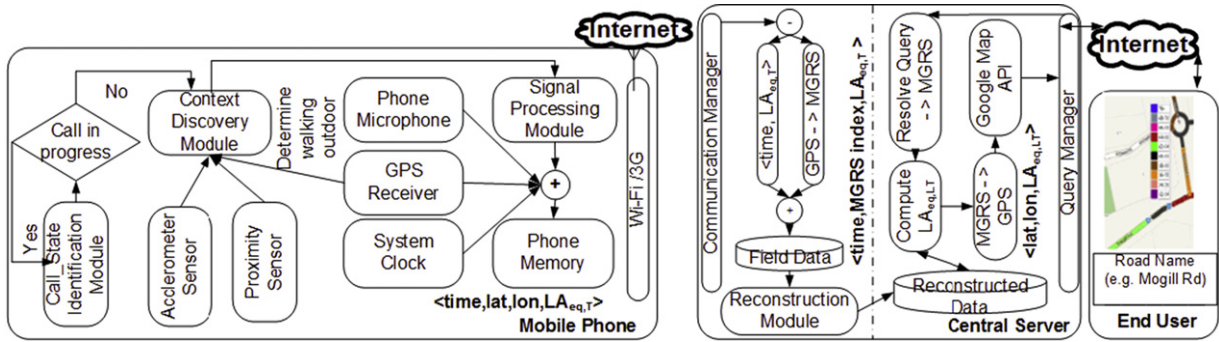 Internet
No
Call in
progress
Yes
Call_State
Identification
Module
Context
Discovery
Module
Accleromoter
Sensor
Proximity
Sensor
Determine
walking
outdoor
Phone
Microphone
GPS
Receiver
System
Clock
Signal
Processing
Module
+
Phone
Memory
Wi-Fi /3G
<time,lat,lon,LAeq,T>
Mobile Phone
Communication Manager
-
<time, LAeq,T>
GPS -> MGRS
+
Field Data
Reconstruction
Module
<time,MGRS index,LAeq,T >
Resolve Query
-> MGRS
Compute
LAeq,LT
Google Map
API
MGRS ->
GPS
<lat,lon,LAeq,LT>
Reconstructed
Data
Central Server
Query Manager
Internet
Road Name
(e.g. Mogill Rd)
End User